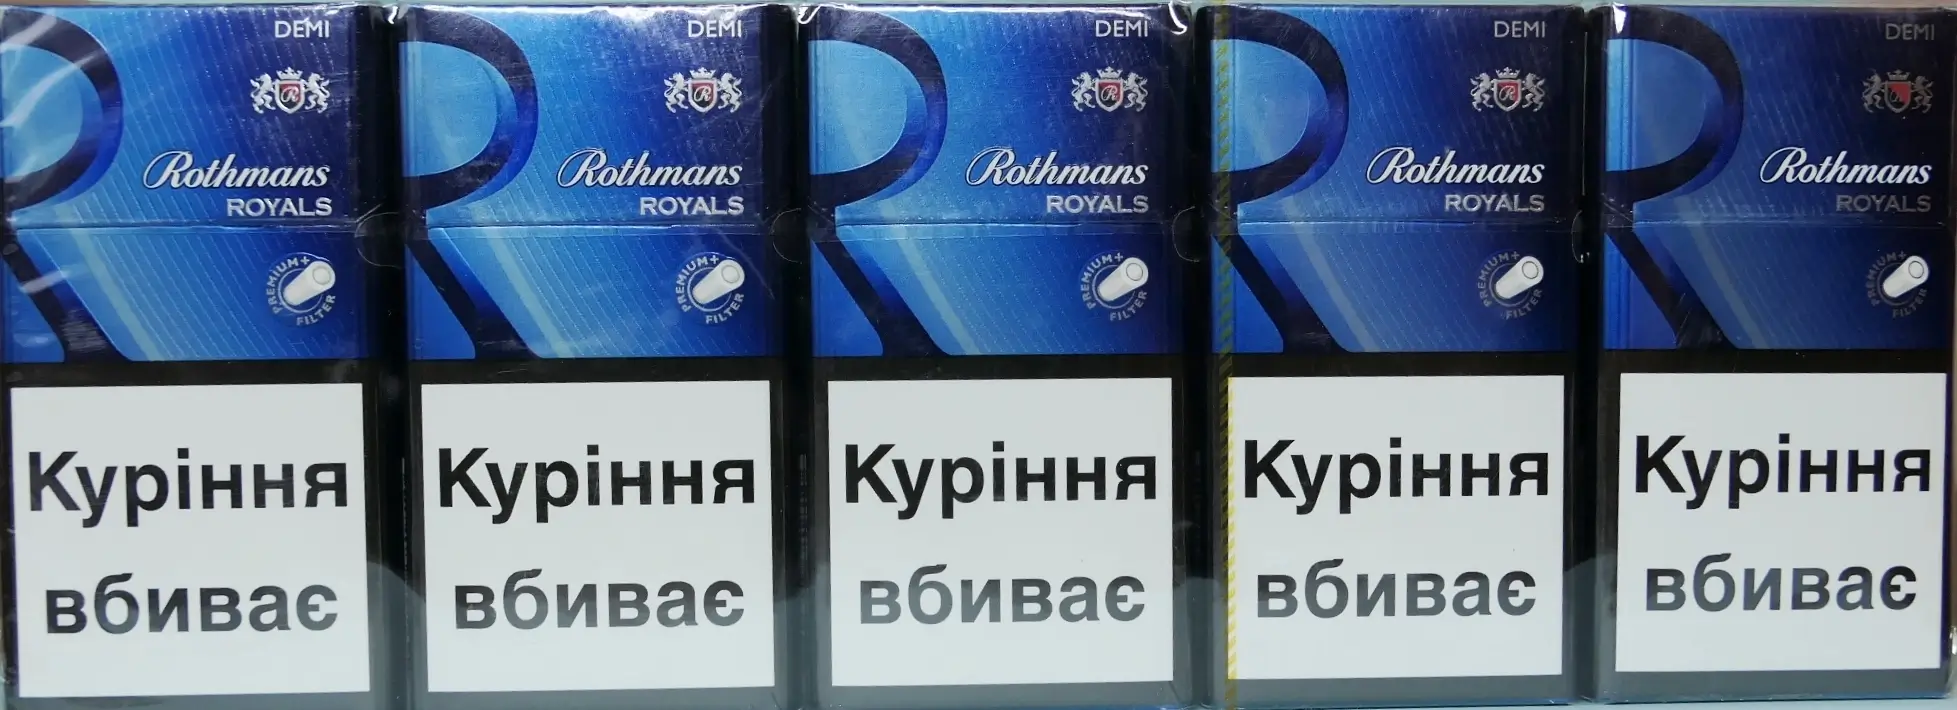 DEMI
Rothmans
ROYALS
PREMIUM+
FILTER
Куріння
вбиває
DEMI
R
Rothmans
ROYALS
PREMIUM+
FILTER
Куріння
вбиває
DEMI
R
Rothmans
ROYALS
PREMIUM+
FILTER
Куріння
вбиває
DEMI
R
Rothmans
ROYALS
PREMIUM+
FILTER
Куріння
вбиває
DEMI
Rothmans
ROYALS
PREMIUM+
FILTER
Куріння
вбиває